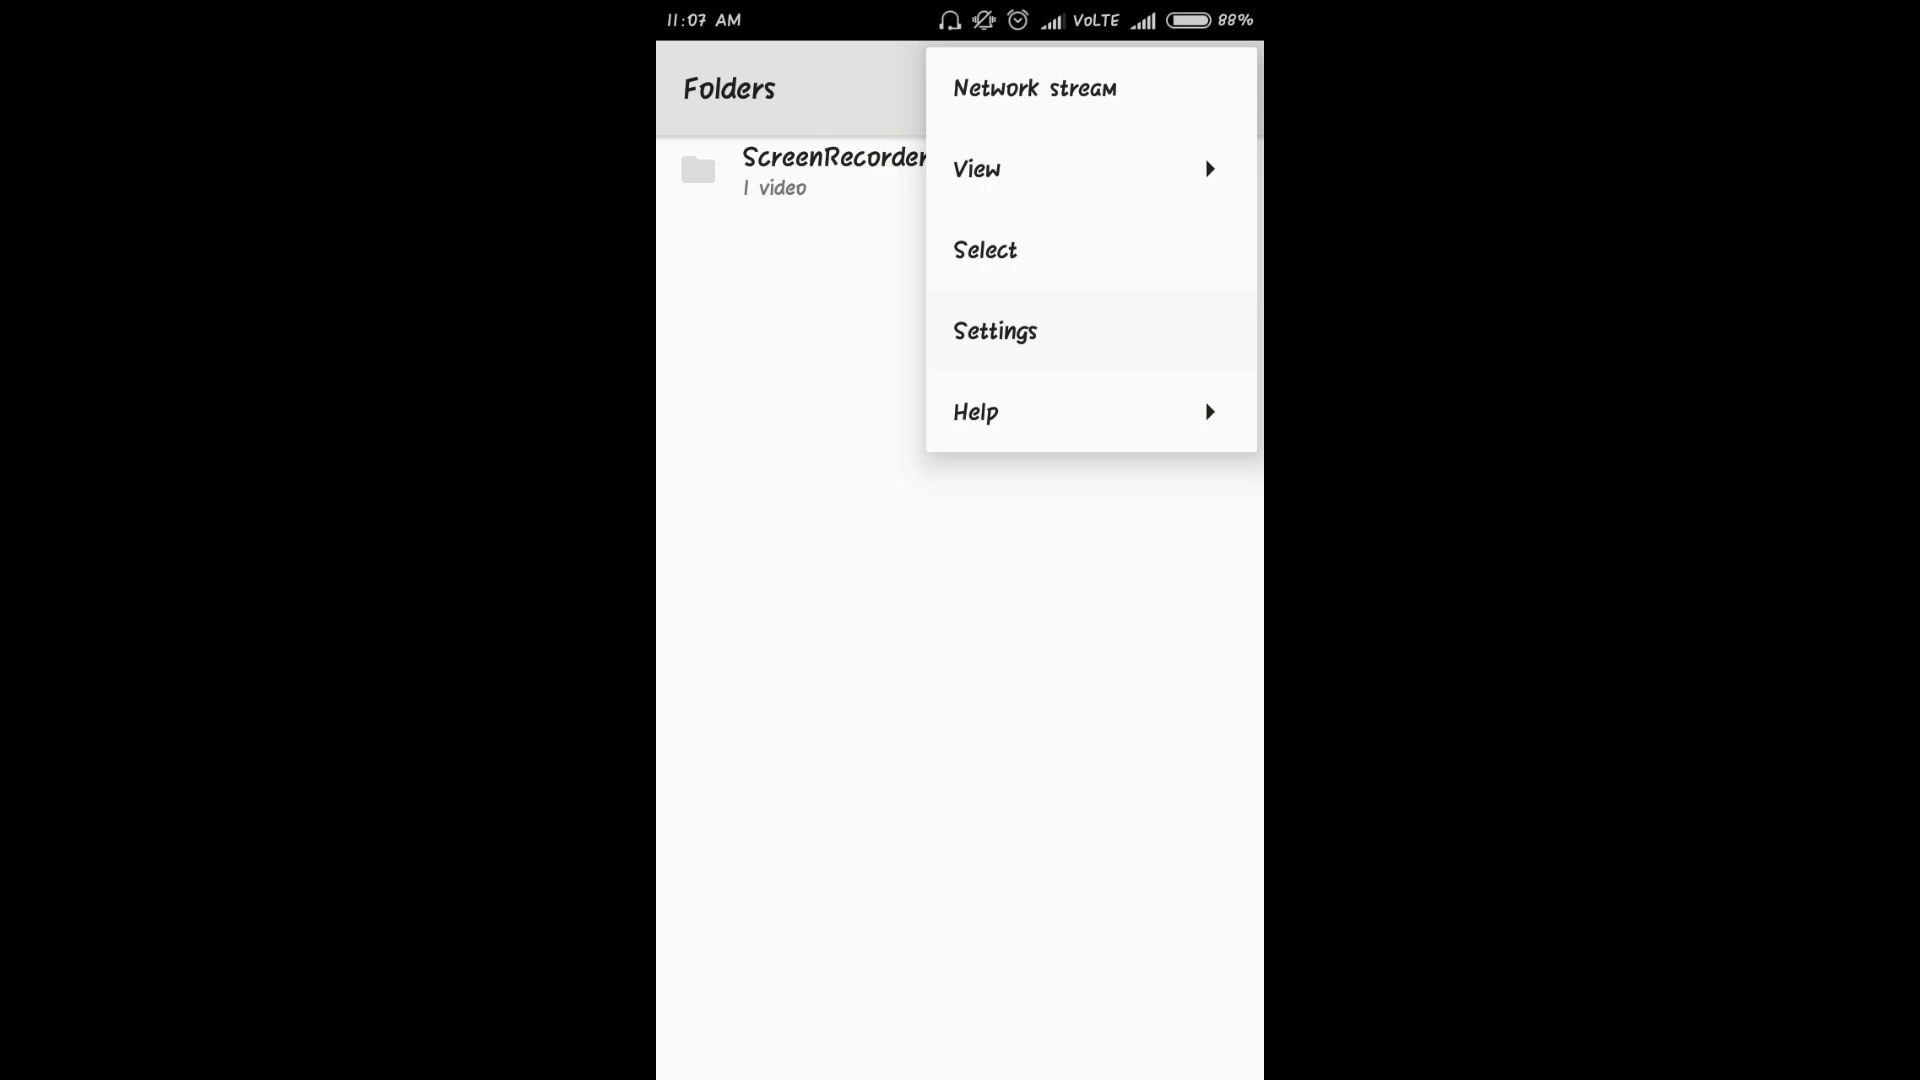 11:07 AM VoLTE 88%
Folders
ScreenRecorder
1 video
Network stream
View
Select
Settings
Help